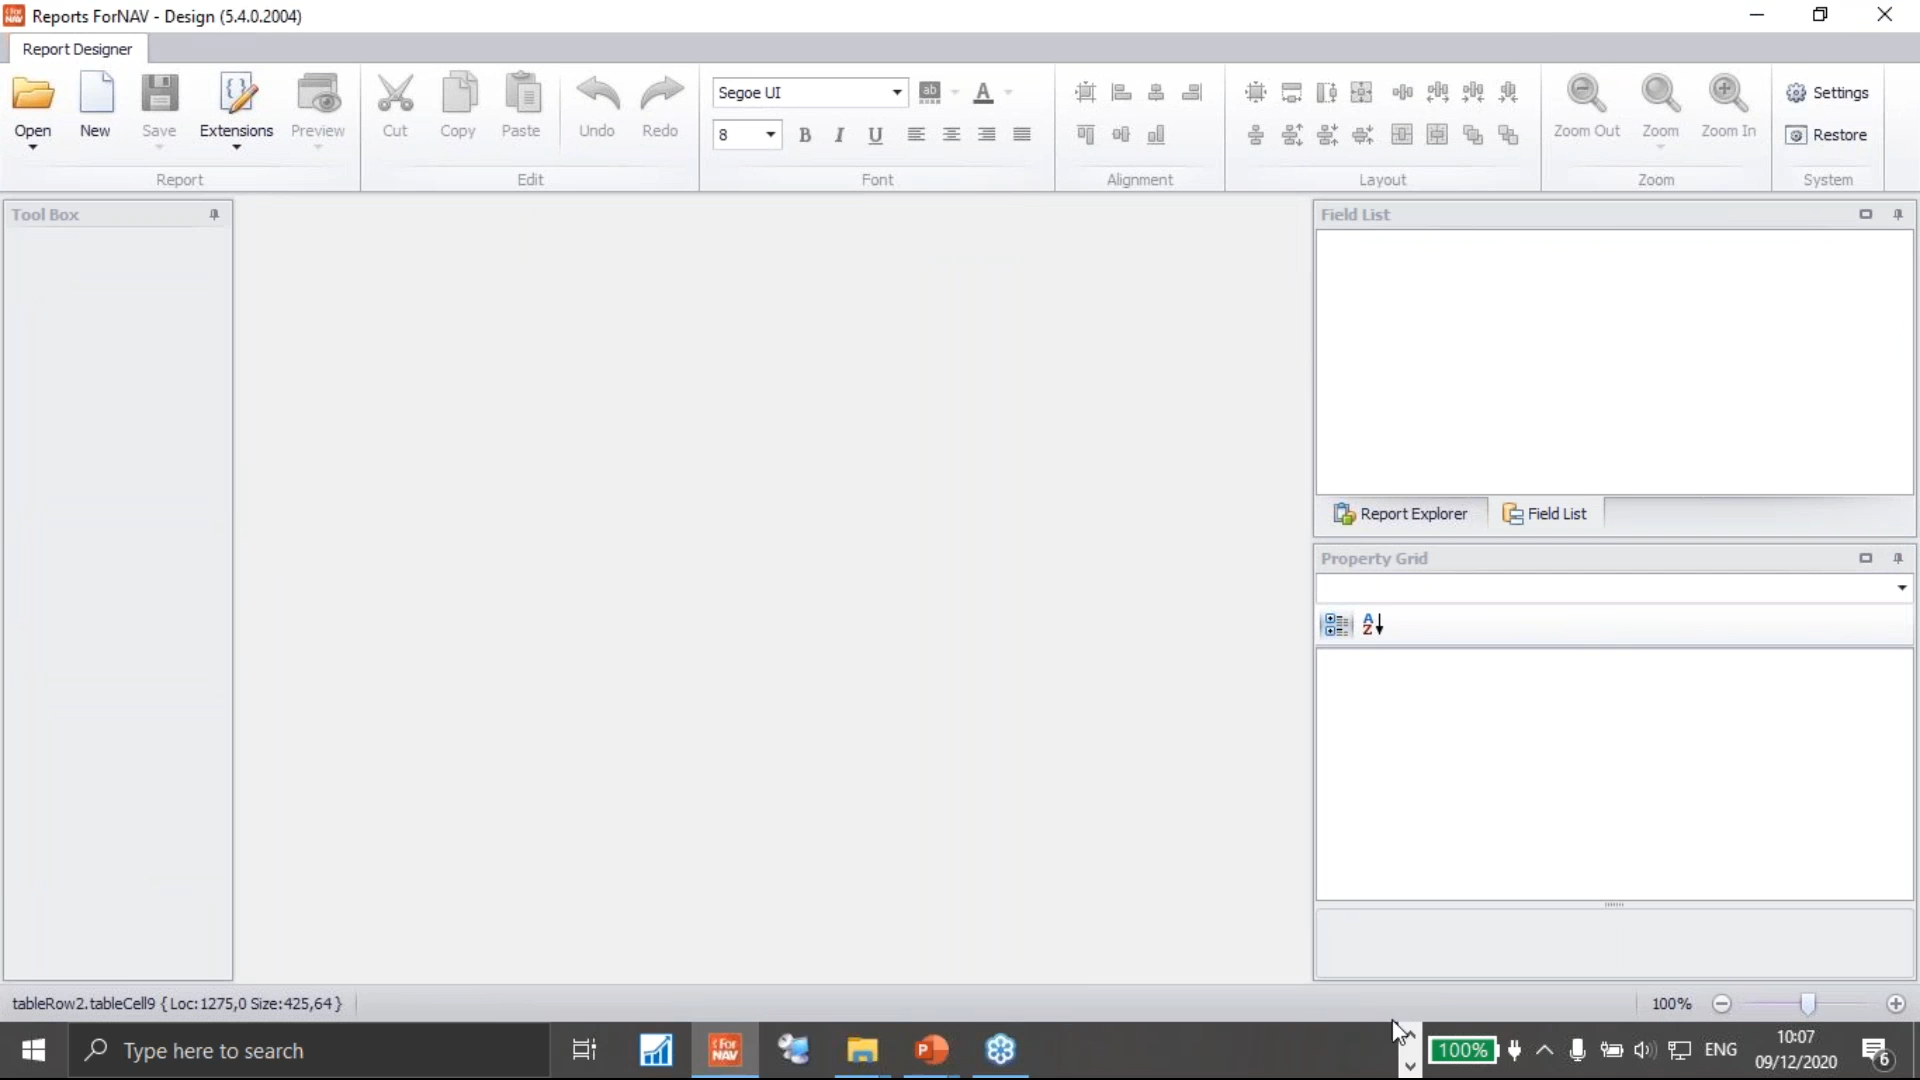 Reports ForNAV - Design (5.4.0.2004)
Report Designer
Open
New
Save
Extensions
Preview
Report
Cut
Copy
Paste
Undo
Redo
Edit
Segoe UI
8
B I U
Font
Alignment
Layout
Zoom Out
Zoom
Zoom In
Zoom
Settings
Restore
System
Tool Box
Field List
Report Explorer
Field List
Property Grid
tableRow2.tableCell9 { Loc:1275,0 Size:425,64 }
100%
Type here to search
For NAV
100%
ENG
10:07
09/12/2020
6